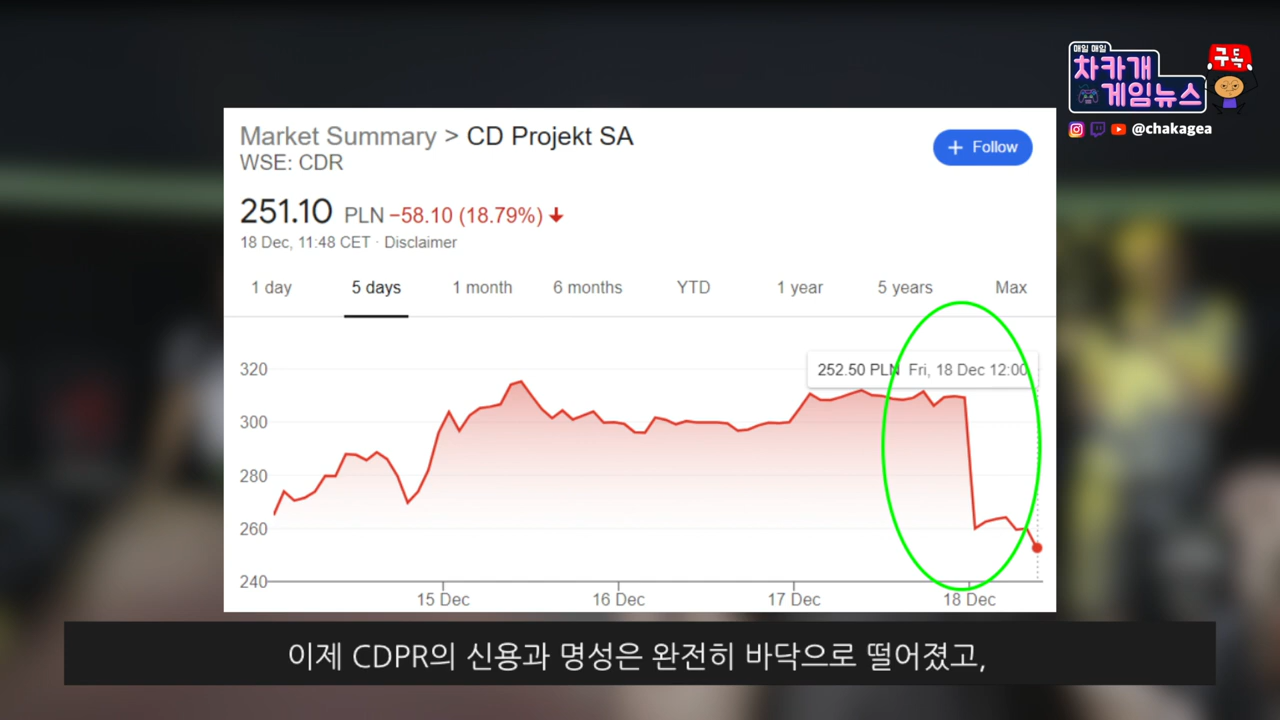 매일 매일
차카개
게임뉴스
구독
@chakagea
Market Summary > CD Projekt SA
WSE: CDR
+ Follow
251.10 PLN −58.10 (18.79%) ↓
18 Dec, 11:48 CET · Disclaimer
1 day 5 days 1 month 6 months YTD 1 year 5 years Max
252.50 PLN Fri, 18 Dec 12:00
320
300
280
260
240
15 Dec 16 Dec 17 Dec 18 Dec
이제 CDPR의 신용과 명성은 완전히 바닥으로 떨어졌고,